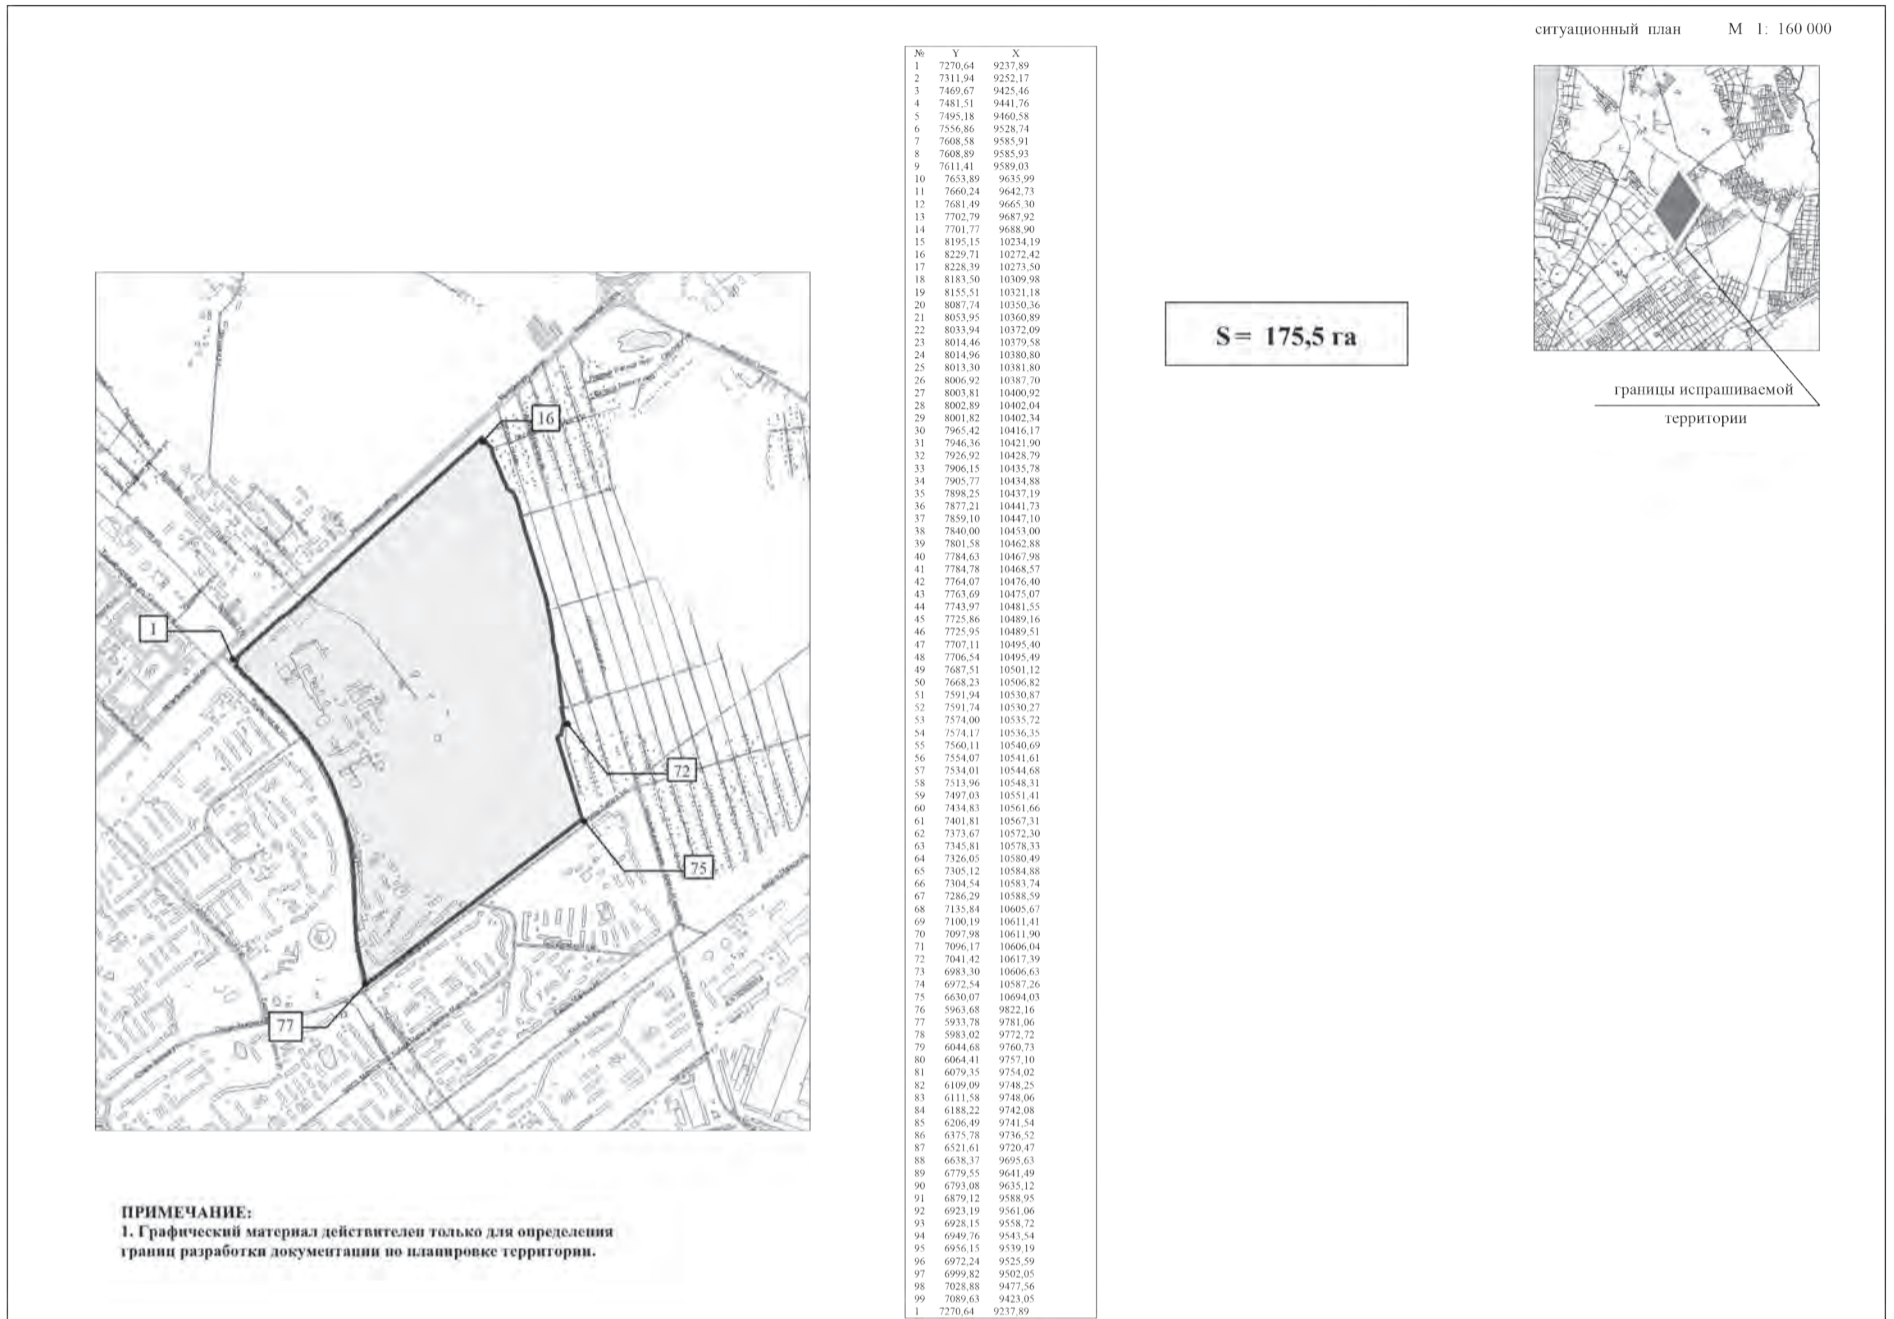 ситуационный план М 1: 160 000
№ Y X
1 7270,64 9237,89
2 7311,94 9252,17
3 7469,67 9425,46
4 7481,51 9441,76
5 7495,18 9460,58
6 7556,86 9528,74
7 7608,58 9585,91
8 7608,89 9585,93
9 7611,41 9589,03
10 7653,89 9635,99
11 7660,24 9642,73
12 7681,49 9665,30
13 7702,79 9687,92
14 7701,77 9688,90
15 8195,15 10234,19
16 8229,71 10272,42
17 8228,39 10273,50
18 8183,50 10309,98
19 8155,51 10321,18
20 8087,74 10350,36
21 8053,95 10360,89
22 8033,94 10372,09
23 8014,46 10379,58
24 8014,96 10380,80
25 8013,30 10381,80
26 8006,92 10387,70
27 8003,81 10400,92
28 8002,89 10402,04
29 8001,82 10402,34
30 7965,42 10416,17
31 7946,36 10421,90
32 7926,92 10428,79
33 7906,15 10435,78
34 7905,77 10434,88
35 7898,25 10437,19
36 7877,21 10441,73
37 7859,10 10447,10
38 7840,00 10453,00
39 7801,58 10462,88
40 7784,63 10467,98
41 7784,78 10468,57
42 7764,07 10476,40
43 7763,69 10475,07
44 7743,97 10481,55
45 7725,86 10489,16
46 7725,95 10489,51
47 7707,11 10495,40
48 7706,54 10495,49
49 7687,51 10501,12
50 7668,23 10506,82
51 7591,94 10530,87
52 7591,74 10530,27
53 7574,00 10535,72
54 7574,17 10536,35
55 7560,11 10540,69
56 7554,07 10541,61
57 7534,01 10544,68
58 7513,96 10548,31
59 7497,03 10551,41
60 7434,83 10561,66
61 7401,81 10567,31
62 7373,67 10572,30
63 7345,81 10578,33
64 7326,05 10580,49
65 7305,12 10584,88
66 7304,54 10583,74
67 7286,29 10588,59
68 7135,84 10605,67
69 7100,19 10611,41
70 7097,98 10611,90
71 7096,17 10606,04
72 7041,42 10617,39
73 6983,30 10606,63
74 6972,54 10587,26
75 6630,07 10694,03
76 5963,68 9822,16
77 5933,78 9781,06
78 5983,02 9772,72
79 6044,68 9760,73
80 6064,41 9757,10
81 6079,35 9754,02
82 6109,09 9748,25
83 6111,58 9748,06
84 6188,22 9742,08
85 6206,49 9741,54
86 6375,78 9736,52
87 6521,61 9720,47
88 6638,37 9695,63
89 6779,55 9641,49
90 6793,08 9635,12
91 6879,12 9588,95
92 6923,19 9561,06
93 6928,15 9558,72
94 6949,76 9543,54
95 6956,15 9539,19
96 6972,24 9525,59
97 6999,82 9502,05
98 7028,88 9477,56
99 7089,63 9423,05
1 7270,64 9237,89
S = 175,5 га
границы испрашиваемой
территории
16
1
72
75
77
ПРИМЕЧАНИЕ:
1. Графический материал действителен только для определения
границ разработки документации по планировке территории.